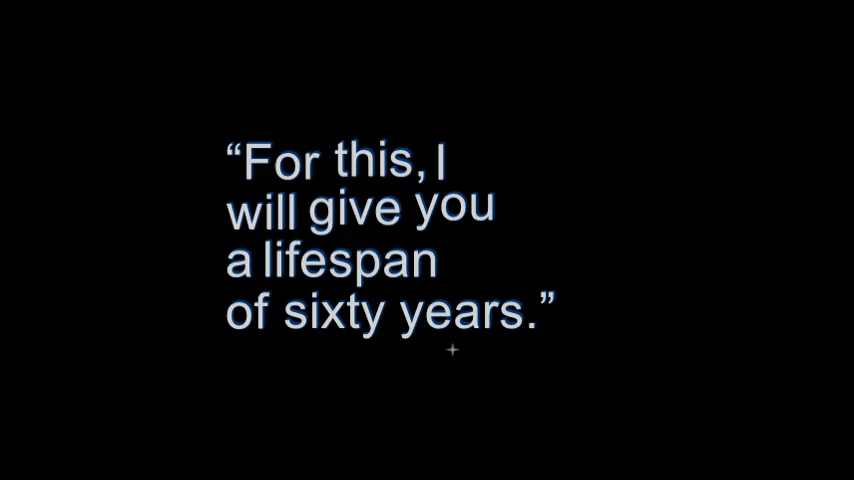 “For this, I
will give you
a lifespan
of sixty years.”